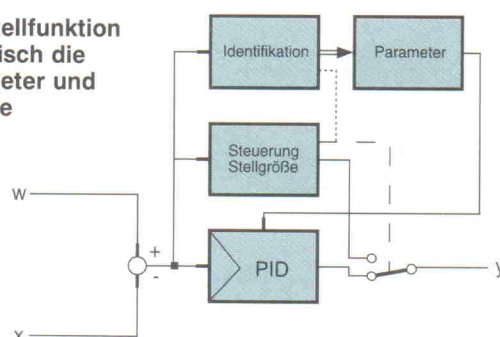 ellfunktion
isch die
eter und
e
Identifikation
Parameter
Steuerung
Stellgröße
W
+
-
PID
y
X